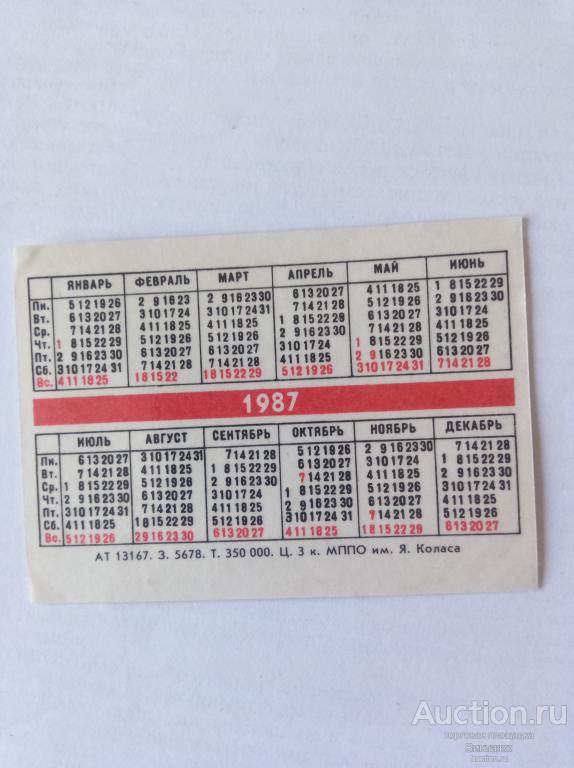 ЯНВАРЬ ФЕВРАЛЬ МАРТ АПРЕЛЬ МАЙ ИЮНЬ
Пн. 5 12 19 26 2 9 16 23 2 9 16 23 30 6 13 20 27 4 11 18 25 1 8 15 22 29
Вт. 6 13 20 27 3 10 17 24 3 10 17 24 31 7 14 21 28 5 12 19 26 2 9 16 23 30
Ср. 7 14 21 28 4 11 18 25 4 11 18 25 1 8 15 22 29 6 13 20 27 3 10 17 24
Чт. 1 8 15 22 29 5 12 19 26 5 12 19 26 2 9 16 23 30 7 14 21 28 4 11 18 25
Пт. 2 9 16 23 30 6 13 20 27 6 13 20 27 3 10 17 24 1 8 15 22 29 5 12 19 26
Сб. 3 10 17 24 31 7 14 21 28 7 14 21 28 4 11 18 25 2 9 16 23 30 6 13 20 27
Вс. 4 11 18 25 1 8 15 22 1 8 15 22 29 5 12 19 26 3 10 17 24 31 7 14 21 28
1987
ИЮЛЬ АВГУСТ СЕНТЯБРЬ ОКТЯБРЬ НОЯБРЬ ДЕКАБРЬ
Пн. 6 13 20 27 3 10 17 24 31 7 14 21 28 5 12 19 26 2 9 16 23 30 7 14 21 28
Вт. 7 14 21 28 4 11 18 25 1 8 15 22 29 6 13 20 27 3 10 17 24 1 8 15 22 29
Ср. 1 8 15 22 29 5 12 19 26 2 9 16 23 30 7 14 21 28 4 11 18 25 2 9 16 23 30
Чт. 2 9 16 23 30 6 13 20 27 3 10 17 24 1 8 15 22 29 5 12 19 26 3 10 17 24 31
Пт. 3 10 17 24 31 7 14 21 28 4 11 18 25 2 9 16 23 30 6 13 20 27 4 11 18 25
Сб. 4 11 18 25 1 8 15 22 29 5 12 19 26 3 10 17 24 31 7 14 21 28 5 12 19 26
Вс. 5 12 19 26 2 9 16 23 30 6 13 20 27 4 11 18 25 1 8 15 22 29 6 13 20 27
АТ 13167. З. 5678. Т. 350 000. Ц. 3 к. МППО им. Я. Коласа
Аукцион.ru
торговая площадка
auction.ru